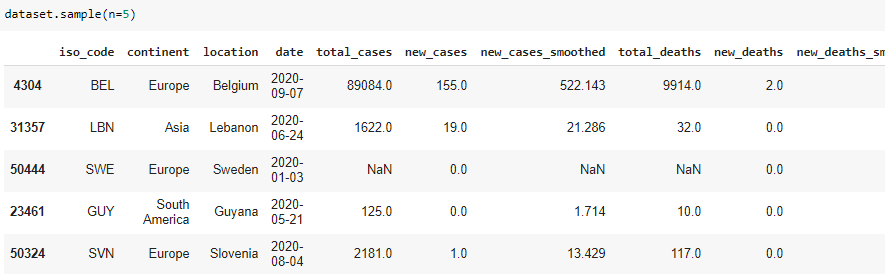 dataset.sample(n=5)
iso_code continent location date total_cases new_cases new_cases_smoothed total_deaths new_deaths new_deaths_sm
4304 BEL Europe Belgium 2020-09-07 89084.0 155.0 522.143 9914.0 2.0
31357 LBN Asia Lebanon 2020-06-24 1622.0 19.0 21.286 32.0 0.0
50444 SWE Europe Sweden 2020-01-03 NaN 0.0 NaN NaN 0.0
23461 GUY South America Guyana 2020-05-21 125.0 0.0 1.714 10.0 0.0
50324 SVN Europe Slovenia 2020-08-04 2181.0 1.0 13.429 117.0 0.0